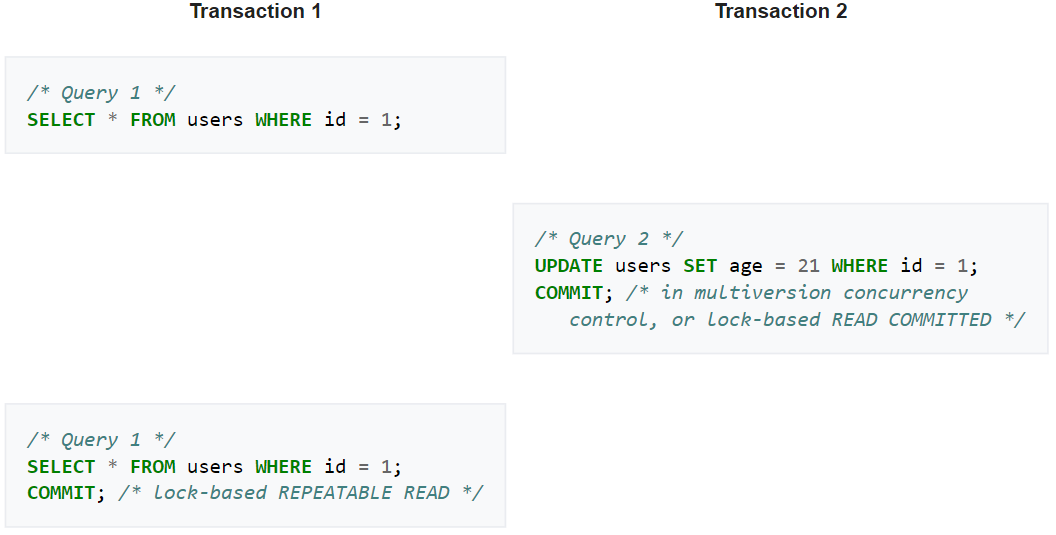 Transaction 1
Transaction 2
/* Query 1 */
SELECT * FROM users WHERE id = 1;
/* Query 2 */
UPDATE users SET age = 21 WHERE id = 1;
COMMIT; /* in multiversion concurrency
control, or lock-based READ COMMITTED */
/* Query 1 */
SELECT * FROM users WHERE id = 1;
COMMIT; /* lock-based REPEATABLE READ */